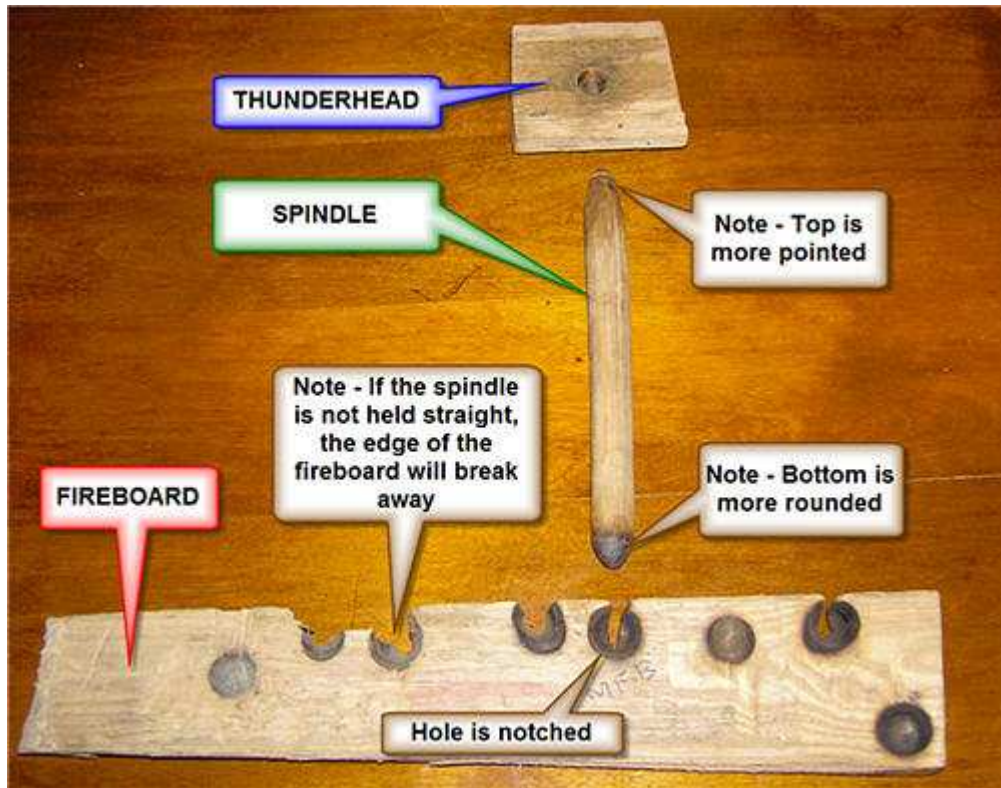 THUNDERHEAD
SPINDLE
Note - Top is
more pointed
Note - If the spindle
is not held straight,
the edge of the
fireboard will break
away
Note - Bottom is
more rounded
FIREBOARD
MFB
Hole is notched